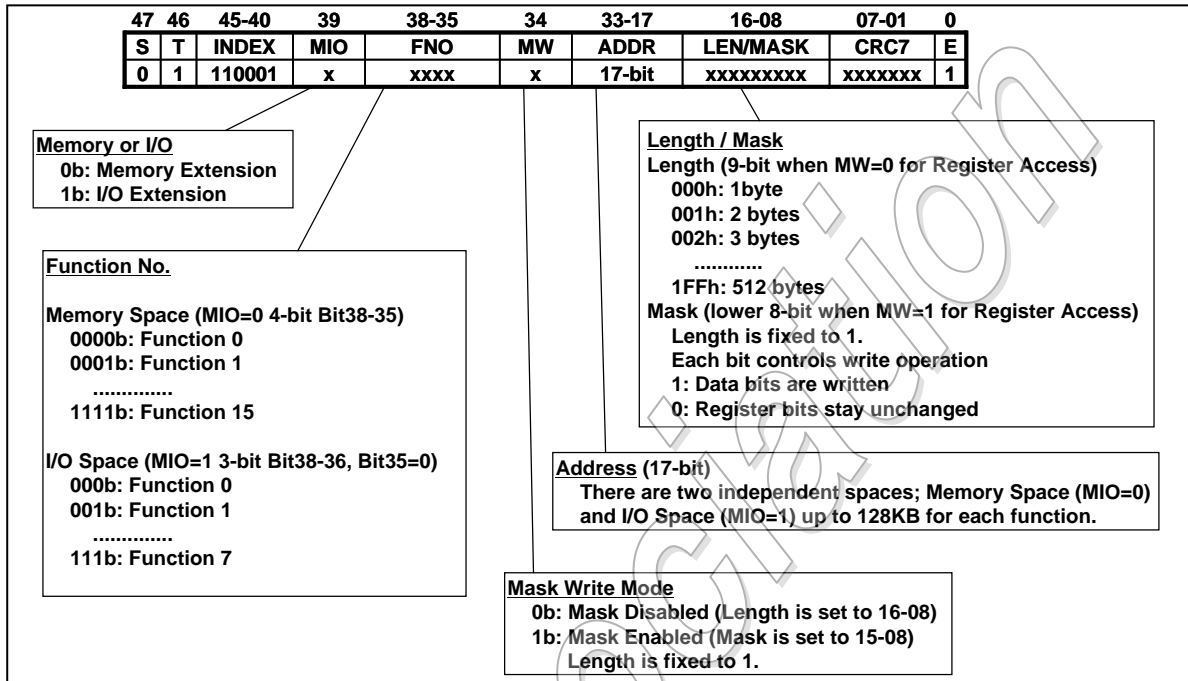 47 46 45-40 39 38-35 34 33-17 16-08 07-01 0
S T INDEX MIO FNO MW ADDR LEN/MASK CRC7 E
0 1 110001 x xxxx x 17-bit xxxxxxxxx xxxxxxx 1
Memory or I/O
0b: Memory Extension
1b: I/O Extension
Function No.
Memory Space (MIO=0 4-bit Bit38-35)
0000b: Function 0
0001b: Function 1
..............
1111b: Function 15
I/O Space (MIO=1 3-bit Bit38-36, Bit35=0)
000b: Function 0
001b: Function 1
..............
111b: Function 7
Length / Mask
Length (9-bit when MW=0 for Register Access)
000h: 1byte
001h: 2 bytes
002h: 3 bytes
............
1FFh: 512 bytes
Mask (lower 8-bit when MW=1 for Register Access)
Length is fixed to 1.
Each bit controls write operation
1: Data bits are written
0: Register bits stay unchanged
Address (17-bit)
There are two independent spaces; Memory Space (MIO=0)
and I/O Space (MIO=1) up to 128KB for each function.
Mask Write Mode
0b: Mask Disabled (Length is set to 16-08)
1b: Mask Enabled (Mask is set to 15-08)
Length is fixed to 1.
ociation